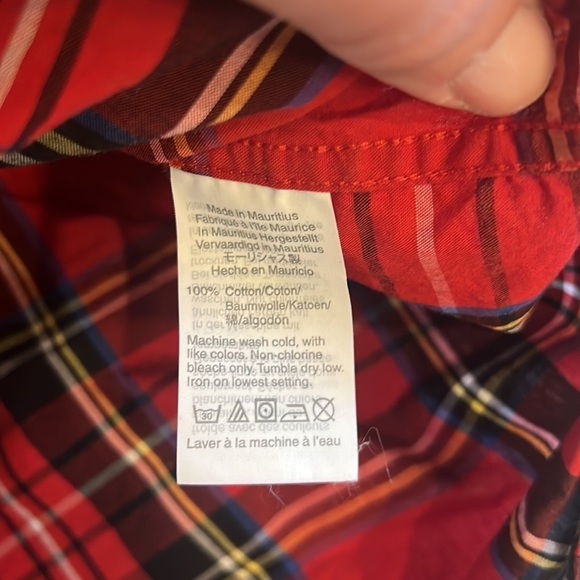 Made in Mauritius
Fabriqué à l'île Maurice
In Mauritius Hergestellt
Vervaardigd in Mauritius
モーリシャス製
Hecho en Mauricio
100% Cotton/Coton/
Baumwolle/Katoen/
綿/algodón
Machine wash cold, with
like colors. Non-chlorine
bleach only. Tumble dry low.
Iron on lowest setting.
30
Laver à la machine à l'eau